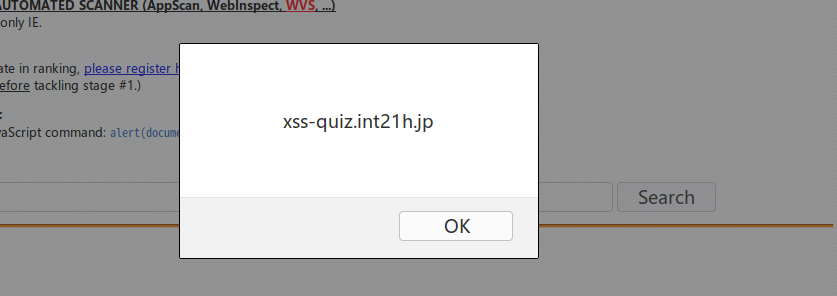 AUTOMATED SCANNER (AppScan, WebInspect, WVS, ...)
only IE.
ate in ranking, please register
efore tackling stage #1.)
:
vaScript command: alert(docume
xss-quiz.int21h.jp
Search
OK